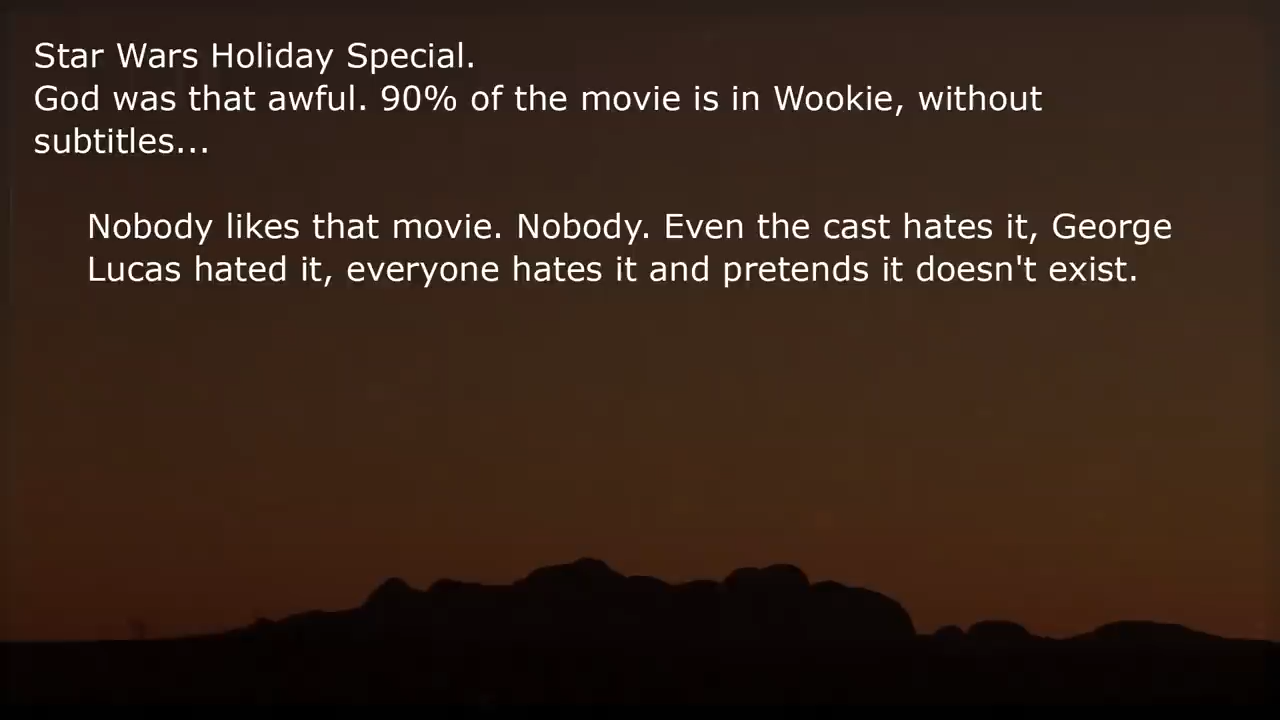 Star Wars Holiday Special.
God was that awful. 90% of the movie is in Wookie, without
subtitles...
Nobody likes that movie. Nobody. Even the cast hates it, George
Lucas hated it, everyone hates it and pretends it doesn't exist.